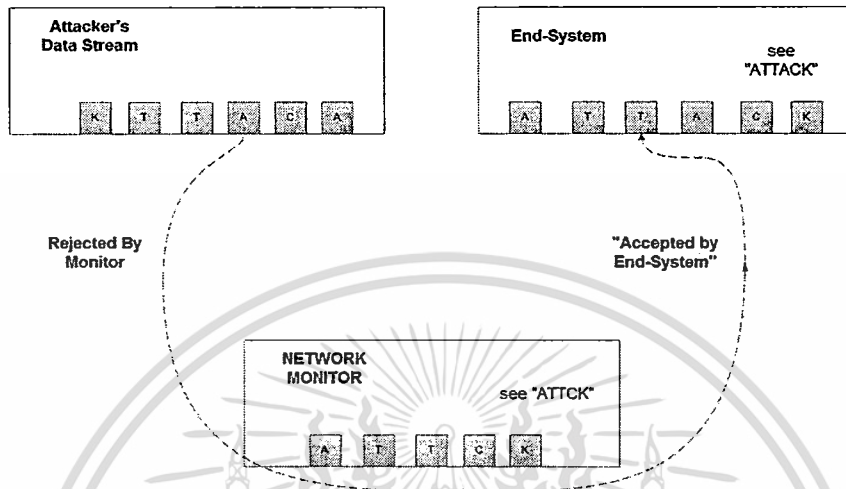 Attacker's
Data Stream
K T T A C A
End-System
see
"ATTACK"
A T T A C K
Rejected By
Monitor
"Accepted by
End-System"
NETWORK
MONITOR
see "ATTCK"
A T T C K